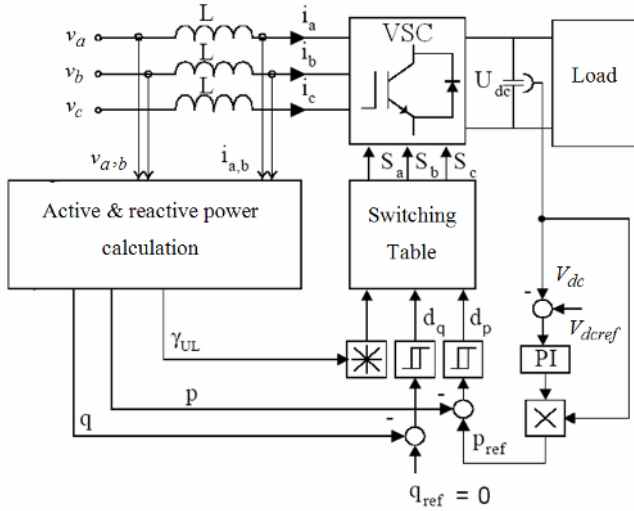 L
i_a
v_a
VSC
L
i_b
v_b
U_dc
Load
L
i_c
v_c
v_a,b
i_a,b
S_a
S_b
S_c
Active & reactive power
calculation
Switching
Table
V_dc
-
d_q
d_p
V_dcref
γ_UL
PI
p
-
×
q
-
p_ref
q_ref = 0